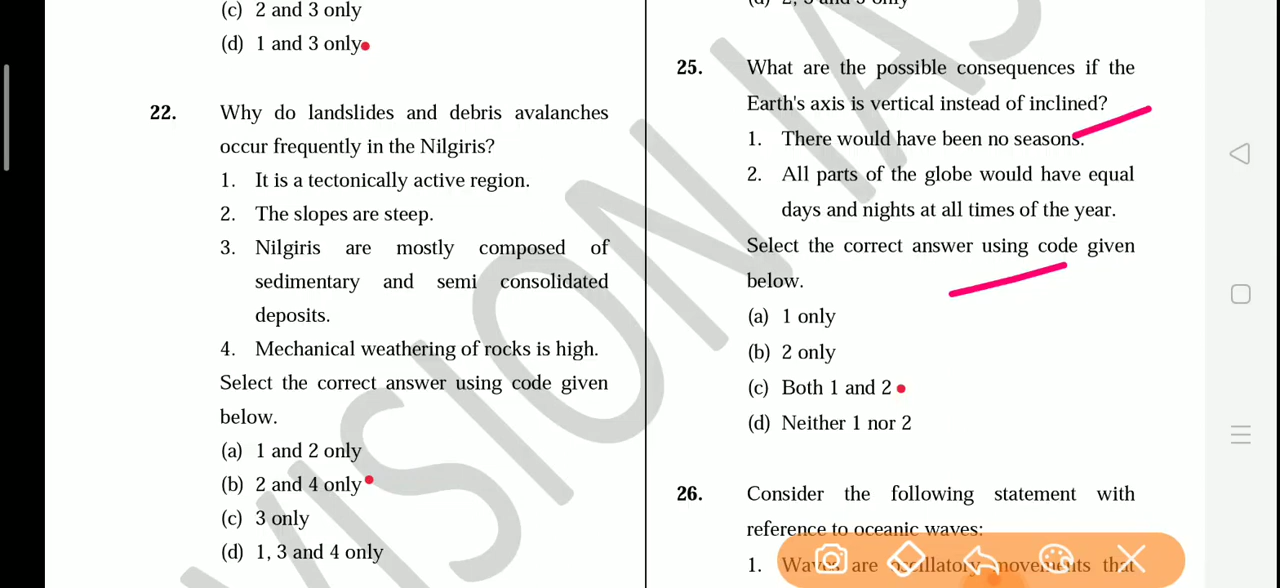 (c) 2 and 3 only
(d) 1 and 3 only
22. Why do landslides and debris avalanches
occur frequently in the Nilgiris?
1. It is a tectonically active region.
2. The slopes are steep.
3. Nilgiris are mostly composed of
sedimentary and semi consolidated
deposits.
4. Mechanical weathering of rocks is high.
Select the correct answer using code given
below.
(a) 1 and 2 only
(b) 2 and 4 only
(c) 3 only
(d) 1, 3 and 4 only
25. What are the possible consequences if the
Earth's axis is vertical instead of inclined?
1. There would have been no seasons.
2. All parts of the globe would have equal
days and nights at all times of the year.
Select the correct answer using code given
below.
(a) 1 only
(b) 2 only
(c) Both 1 and 2
(d) Neither 1 nor 2
26. Consider the following statement with
reference to oceanic waves:
1. Waves are oscillatory movements that
VISION IAS